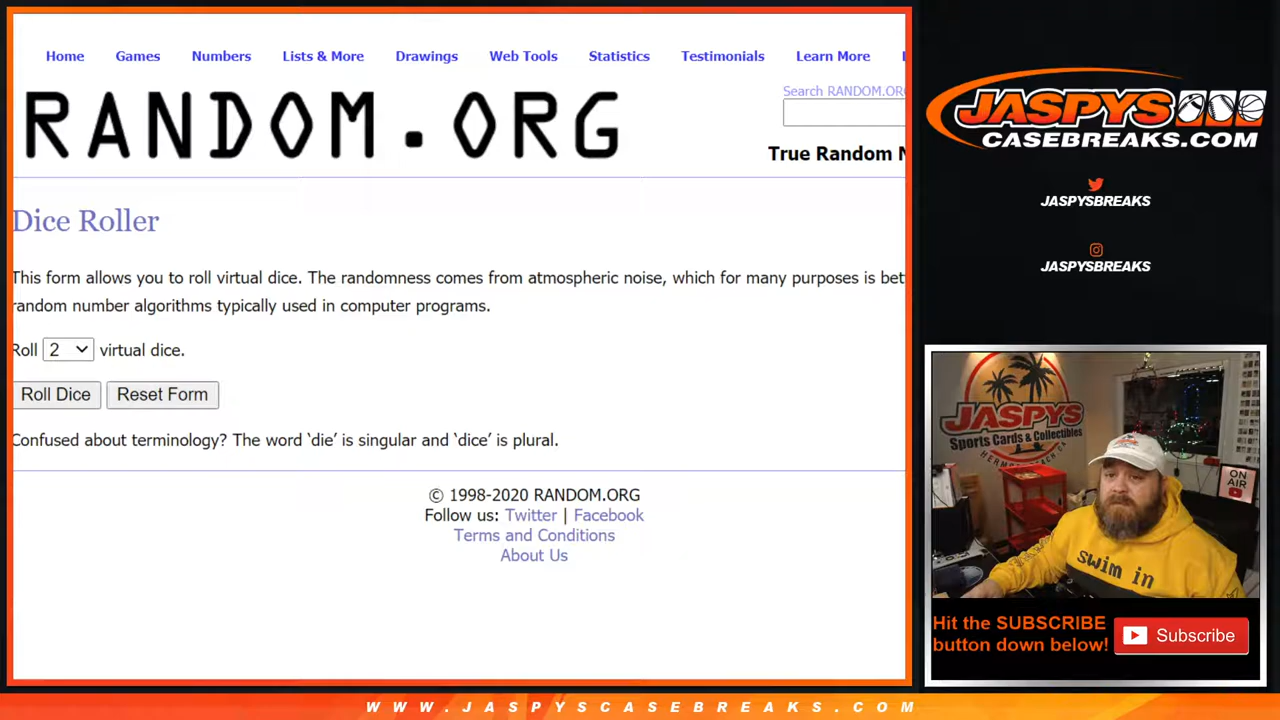 Home Games Numbers Lists & More Drawings Web Tools Statistics Testimonials Learn More
RANDOM.ORG
Search RANDOM.ORG
True Random N
Dice Roller
This form allows you to roll virtual dice. The randomness comes from atmospheric noise, which for many purposes is bet
random number algorithms typically used in computer programs.
Roll 2 virtual dice.
Roll Dice Reset Form
Confused about terminology? The word ‘die’ is singular and ‘dice’ is plural.
© 1998-2020 RANDOM.ORG
Follow us: Twitter | Facebook
Terms and Conditions
About Us
JASPYS
CASEBREAKS.COM
JASPYSBREAKS
JASPYSBREAKS
JASPYS
Sports Cards & Collectibles
ON
AIR
swim in
Hit the SUBSCRIBE
button down below!
Subscribe
WWW.JASPYSCASEBREAKS.COM